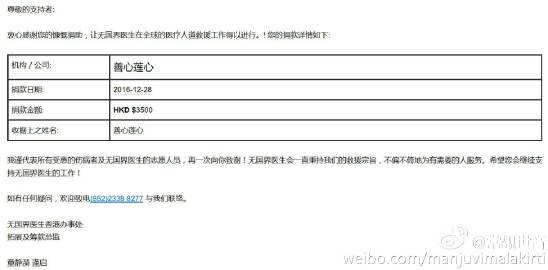 尊敬的支持者:
衷心感谢您的慷慨捐助，让无国界医生在全球的医疗人道救援工作得以进行。! 您的捐款详情如下:
机构 / 公司: 善心莲心
捐款日期: 2016-12-28
捐款金额: HKD $3500
收据上之姓名: 善心莲心
我谨代表所有受惠的伤病者及无国界医生的志愿人员，再一次向你致谢！无国界医生会一直秉持我们的救援宗旨，不偏不倚地为有需要的人服务。希望您会继续支
持无国界医生的工作！
如有任何疑问，欢迎致电(852)2338 8277 与我们联络。
无国界医生香港办事处
拓展及筹款总监
董静漪 谨启
weibo.com/manjuvimalakirti